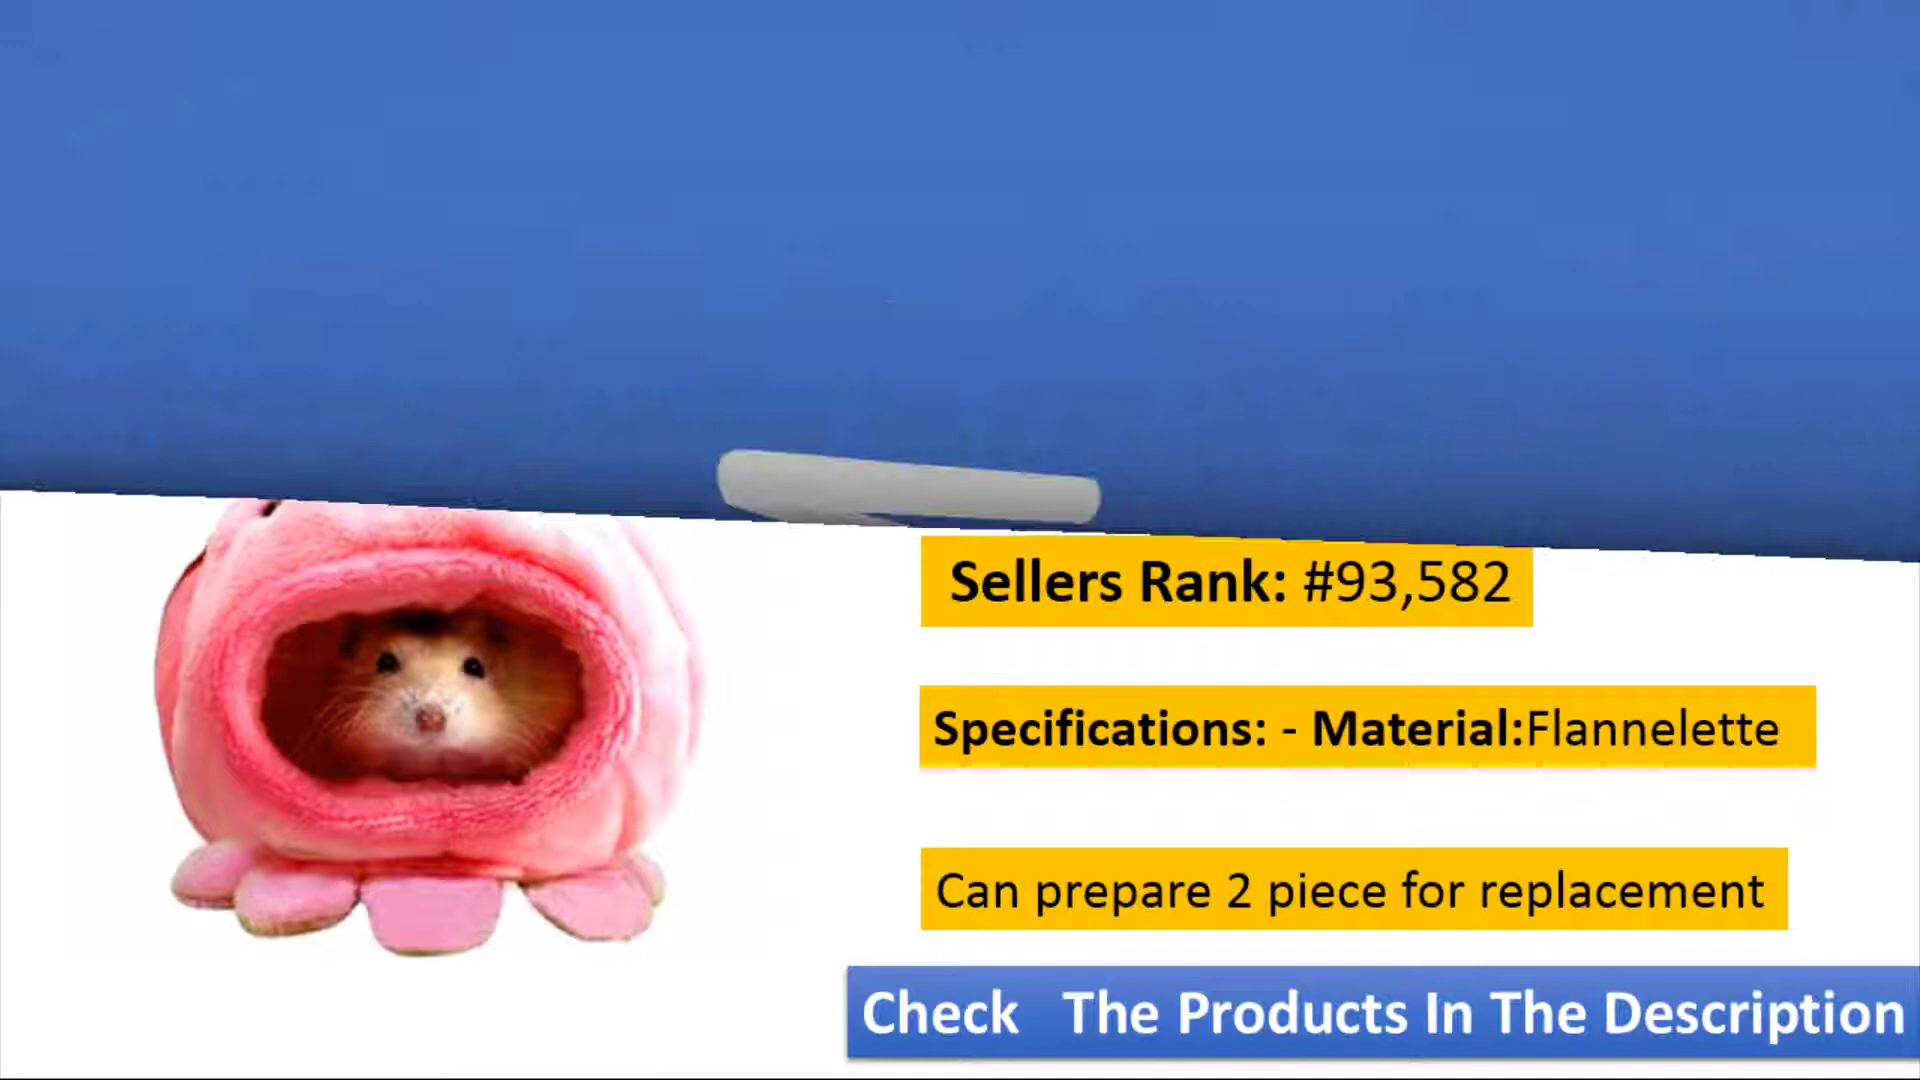 Sellers Rank: #93,582
Specifications: - Material:Flannelette
Can prepare 2 piece for replacement
Check The Products In The Description